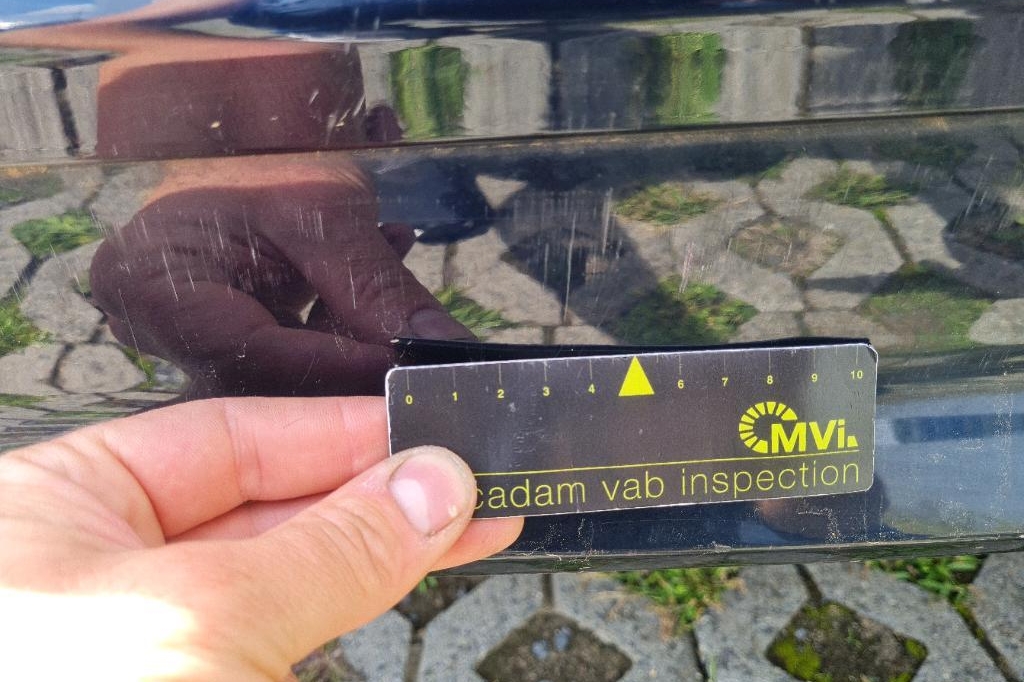 0 1 2 3 4 6 7 8 9 10
MVi.
cadam vab inspection